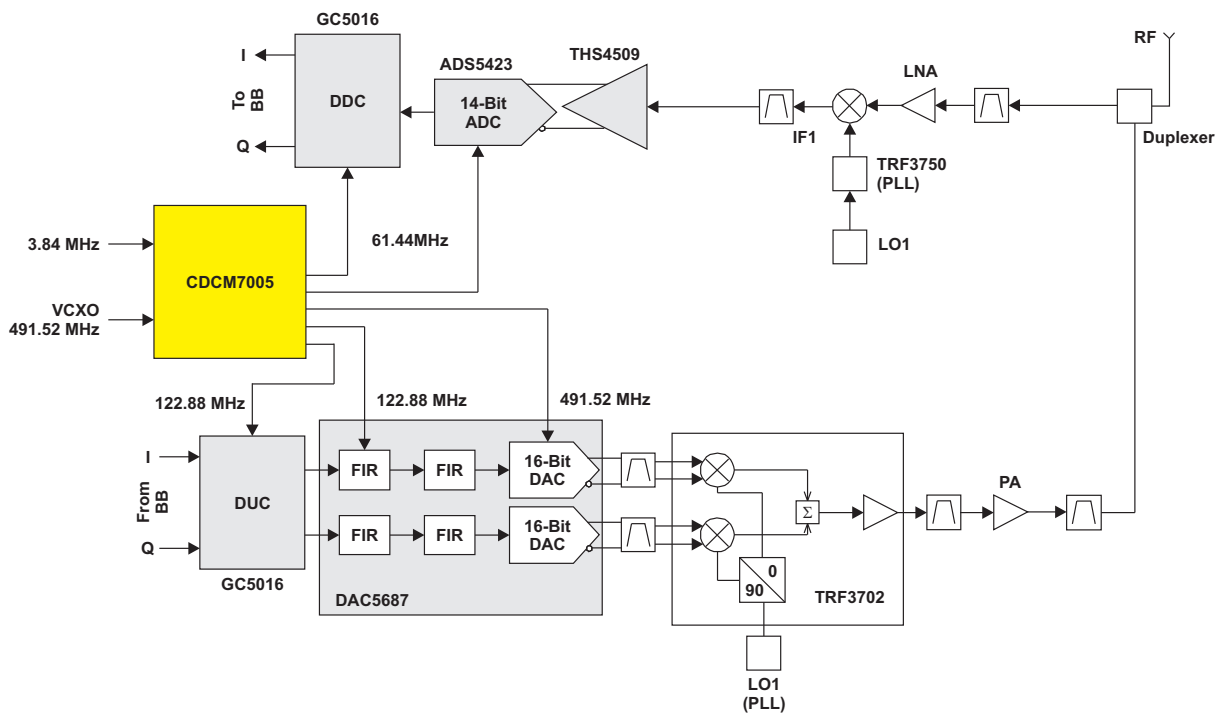 GC5016
I
To
BB
Q
DDC
ADS5423
14-Bit
ADC
THS4509
IF1
LNA
TRF3750
(PLL)
LO1
RF
Duplexer
3.84 MHz
VCXO
491.52 MHz
CDCM7005
61.44MHz
122.88 MHz
122.88 MHz
491.52 MHz
I
From
BB
Q
DUC
GC5016
FIR
FIR
16-Bit
DAC
FIR
FIR
16-Bit
DAC
DAC5687
Σ
0
90
TRF3702
LO1
(PLL)
PA